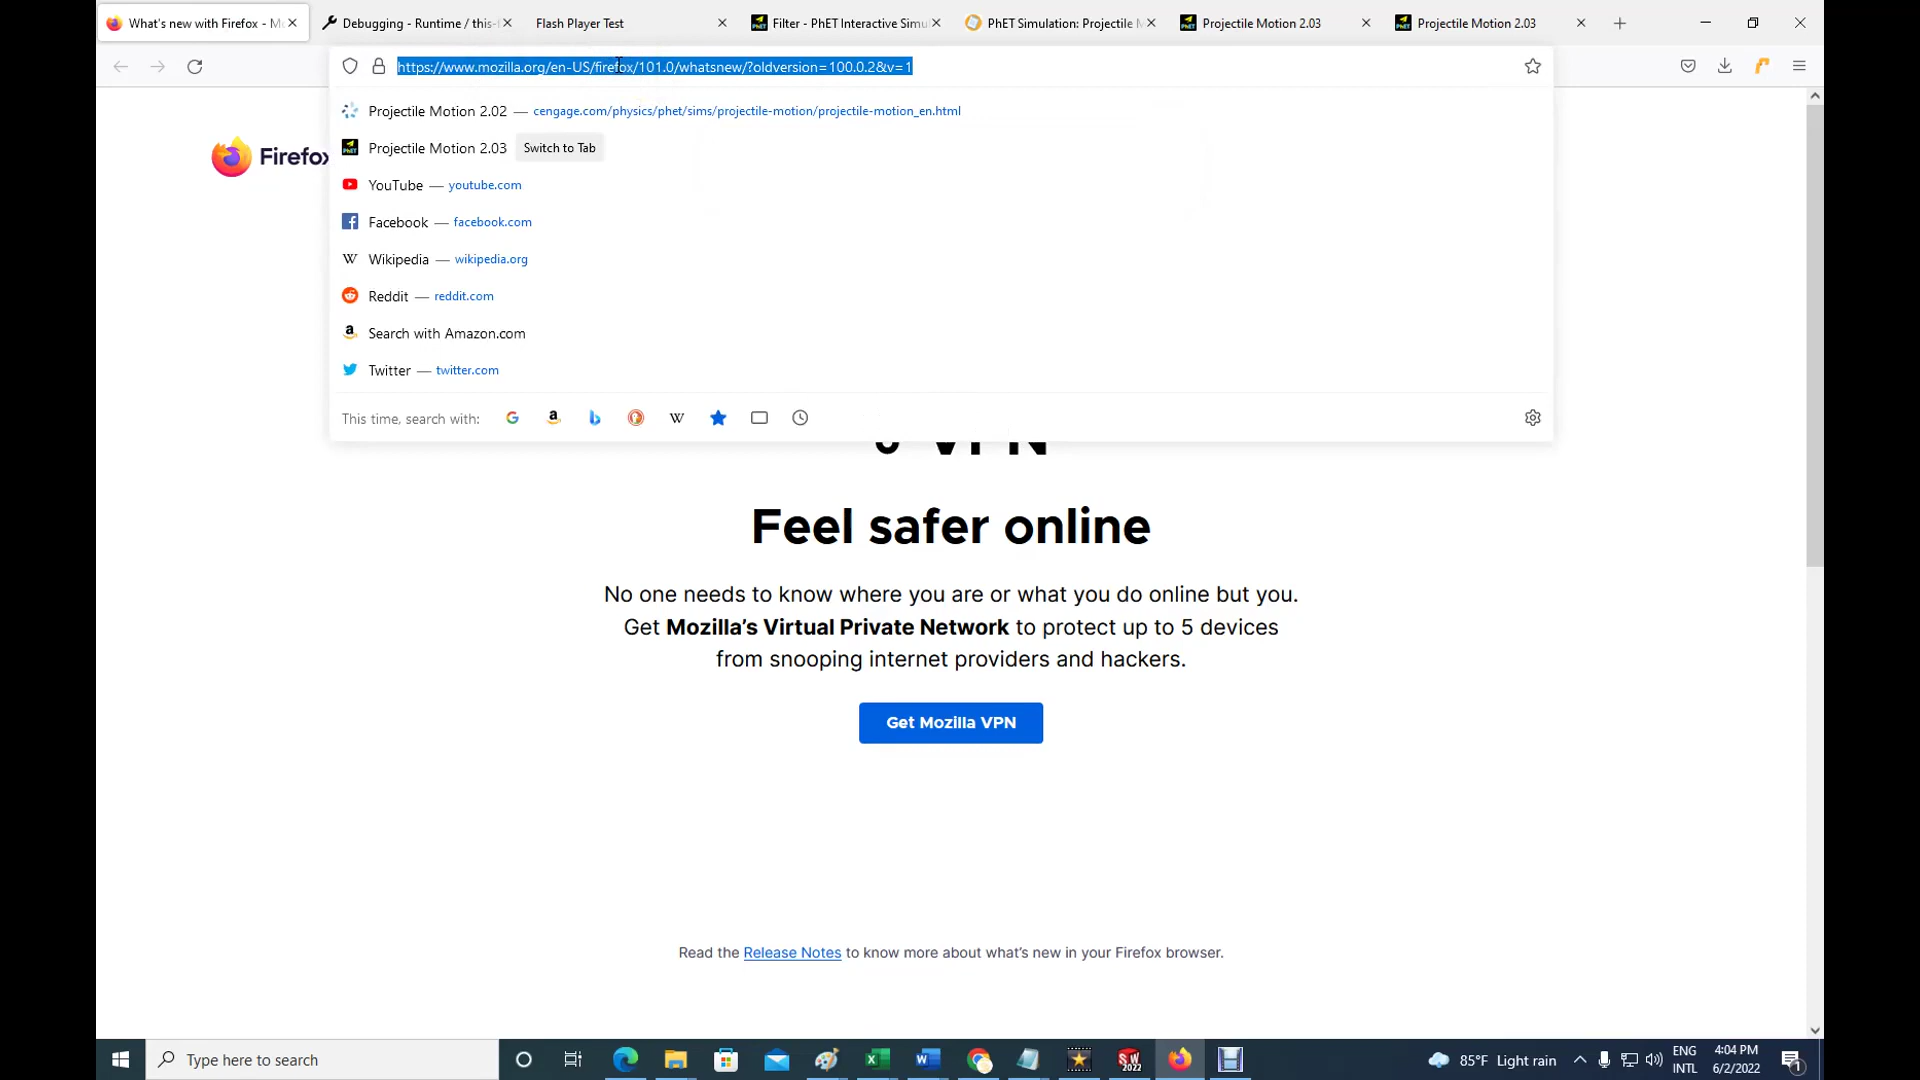 What's new with Firefox - Mo
Debugging - Runtime / this-f
Flash Player Test
Filter - PhET Interactive Simu
PhET Simulation: Projectile M
Projectile Motion 2.03
Projectile Motion 2.03
https://www.mozilla.org/en-US/firefox/101.0/whatsnew/?oldversion=100.0.2&v=1
Projectile Motion 2.02 — cengage.com/physics/phet/sims/projectile-motion/projectile-motion_en.html
Projectile Motion 2.03 Switch to Tab
YouTube — youtube.com
Facebook — facebook.com
Wikipedia — wikipedia.org
Reddit — reddit.com
Search with Amazon.com
Twitter — twitter.com
This time, search with:
Firefox
VPN
Feel safer online
No one needs to know where you are or what you do online but you.
Get Mozilla's Virtual Private Network to protect up to 5 devices
from snooping internet providers and hackers.
Get Mozilla VPN
Read the Release Notes to know more about what's new in your Firefox browser.
Type here to search
85°F Light rain
ENG
INTL
4:04 PM
6/2/2022
1